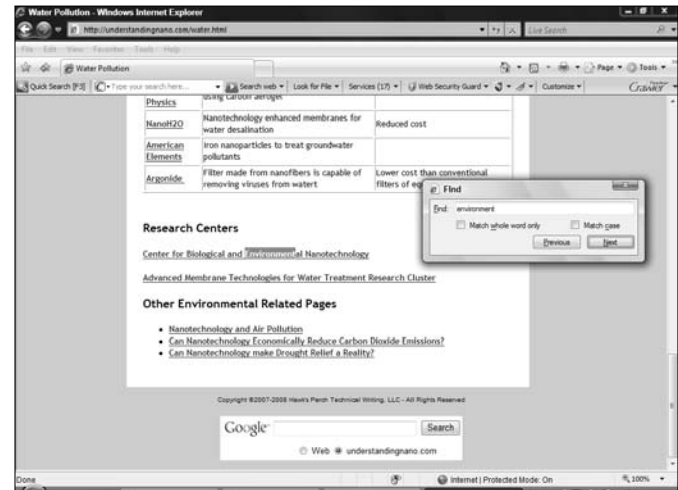 Water Pollution - Windows Internet Explorer
http://understandingnano.com/water.html
Live Search
File Edit View Favorites Tools Help
Water Pollution
Page Tools
Quick Search [F3] Type your search here... Search web Look for File Services (17) Web Security Guard Customize Crawler
Physics
using carbon aerogel
NanoH2O
Nanotechnology enhanced membranes for
water desalination
Reduced cost
American
Elements
Iron nanoparticles to treat groundwater
pollutants
Argonide
Filter made from nanofibers is capable of
removing viruses from watert
Lower cost than conventional
filters of eq
Find
Find: environment
Match whole word only Match case
Previous Next
Research Centers
Center for Biological and Environmental Nanotechnology
Advanced Membrane Technologies for Water Treatment Research Cluster
Other Environmental Related Pages
Nanotechnology and Air Pollution
Can Nanotechnology Economically Reduce Carbon Dioxide Emissions?
Can Nanotechnology make Drought Relief a Reality?
Copyright ©2007-2008 Hawk's Perch Technical Writing, LLC - All Rights Reserved
Google Search
Web understandingnano.com
Done
Internet | Protected Mode: On
100%